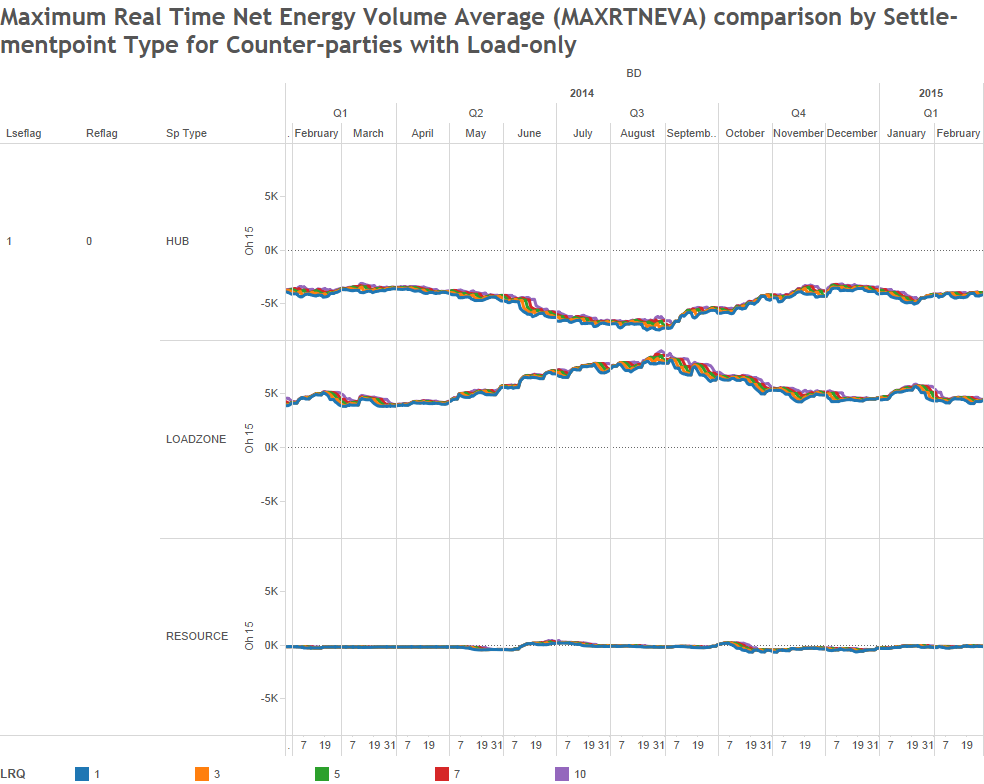 Maximum Real Time Net Energy Volume Average (MAXRTNEVA) comparison by Settle-
mentpoint Type for Counter-parties with Load-only
BD
2014 2015
Q1 Q2 Q3 Q4 Q1
Lseflag Reflag Sp Type . February March April May June July August Septemb.. October November December January February
5K
1 0 HUB Oh 15 0K
-5K
5K
LOADZONE Oh 15 0K
-5K
5K
RESOURCE Oh 15 0K
-5K
. 7 19 7 19 31 7 19 7 19 31 7 19 7 19 31 7 19 31 7 19 7 19 31 7 19 7 19 31 7 19 31 7 19
LRQ 1 3 5 7 10